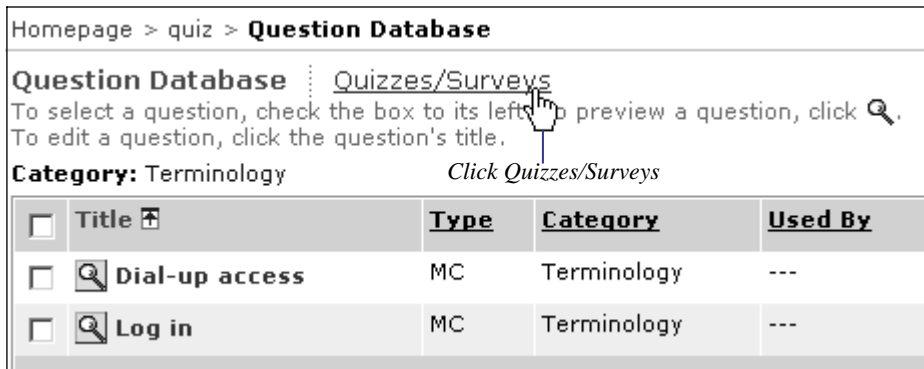 Homepage > quiz > Question Database
Question Database Quizzes/Surveys
To select a question, check the box to its left. To preview a question, click .
To edit a question, click the question's title.
Category: Terminology Click Quizzes/Surveys
Title Type Category Used By
Dial-up access MC Terminology ---
Log in MC Terminology ---